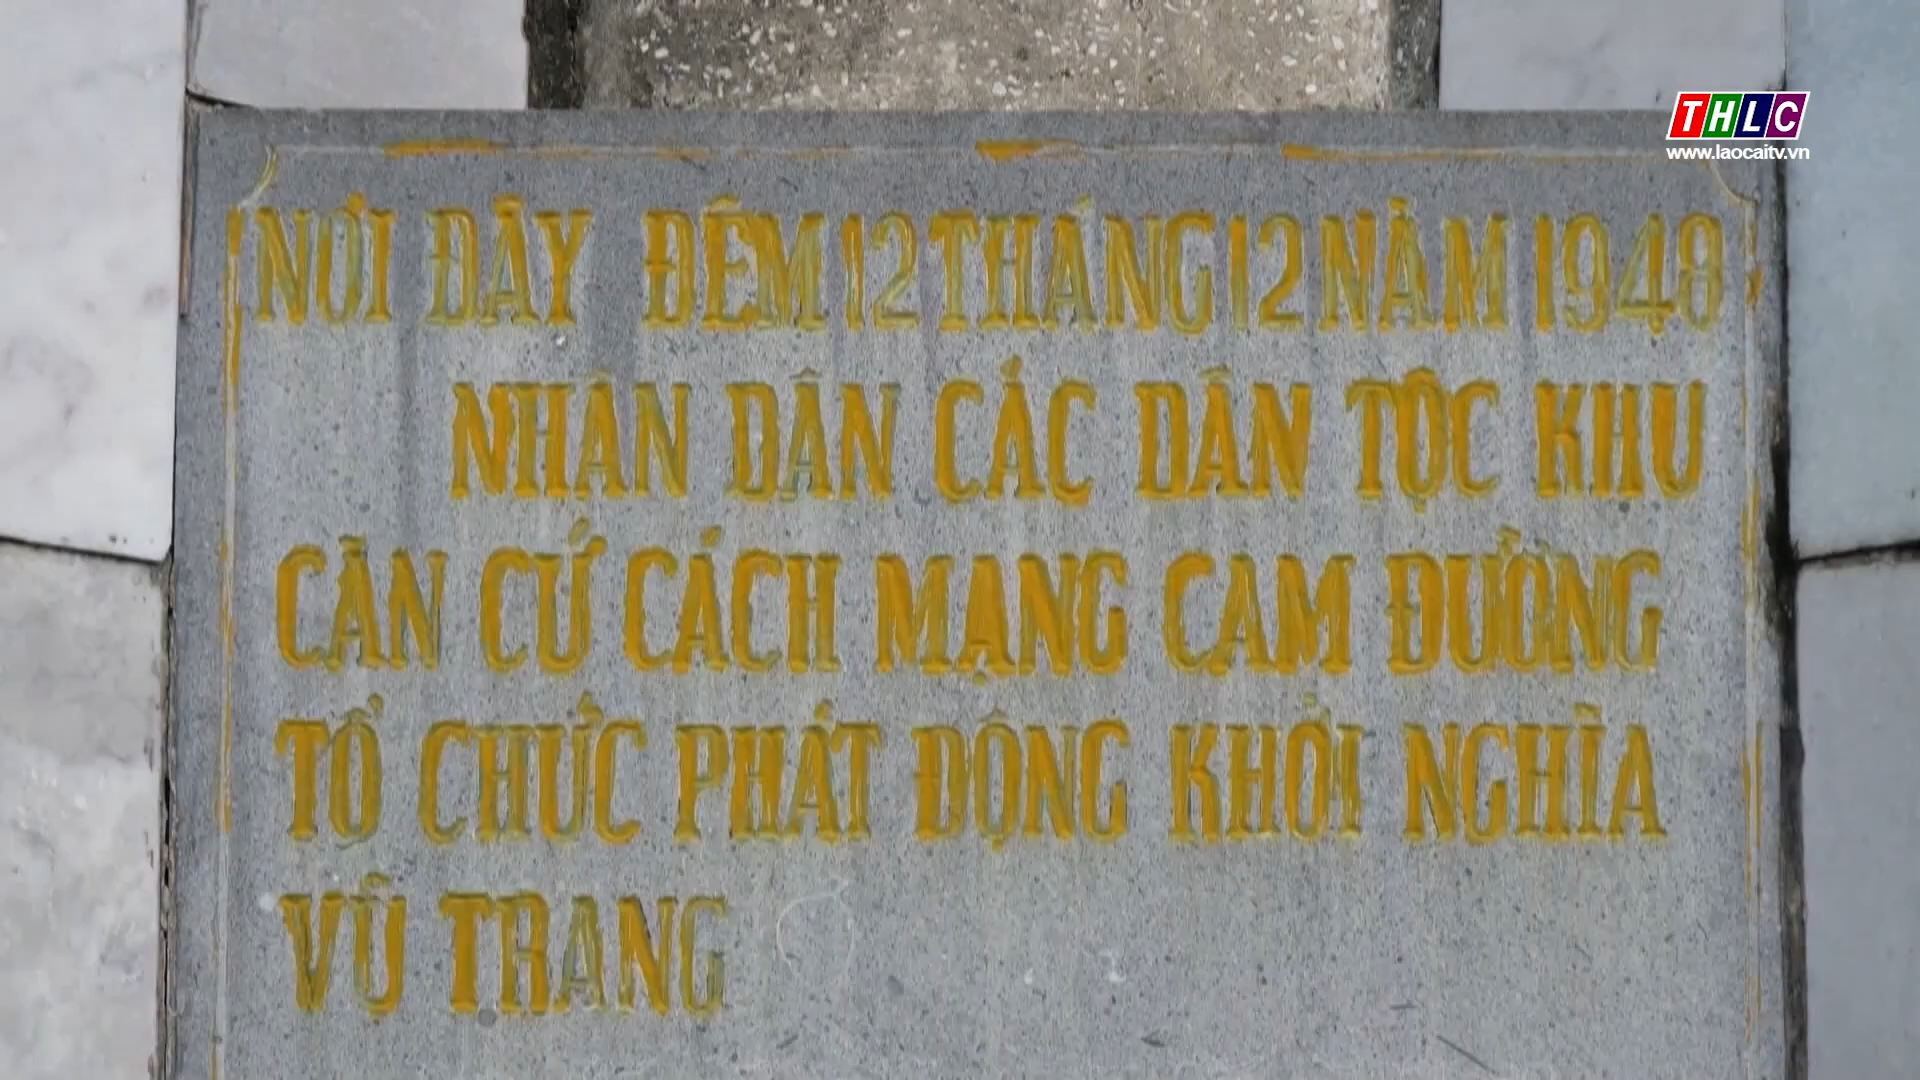 THLC
www.laocaitv.vn
NƠI ĐÂY ĐÊM 12 THÁNG 12 NĂM 1948
NHÂN DÂN CÁC DÂN TỘC KHU
CĂN CỨ CÁCH MẠNG CAM ĐƯỜNG
TỔ CHỨC PHÁT ĐỘNG KHỞI NGHĨA
VŨ TRANG